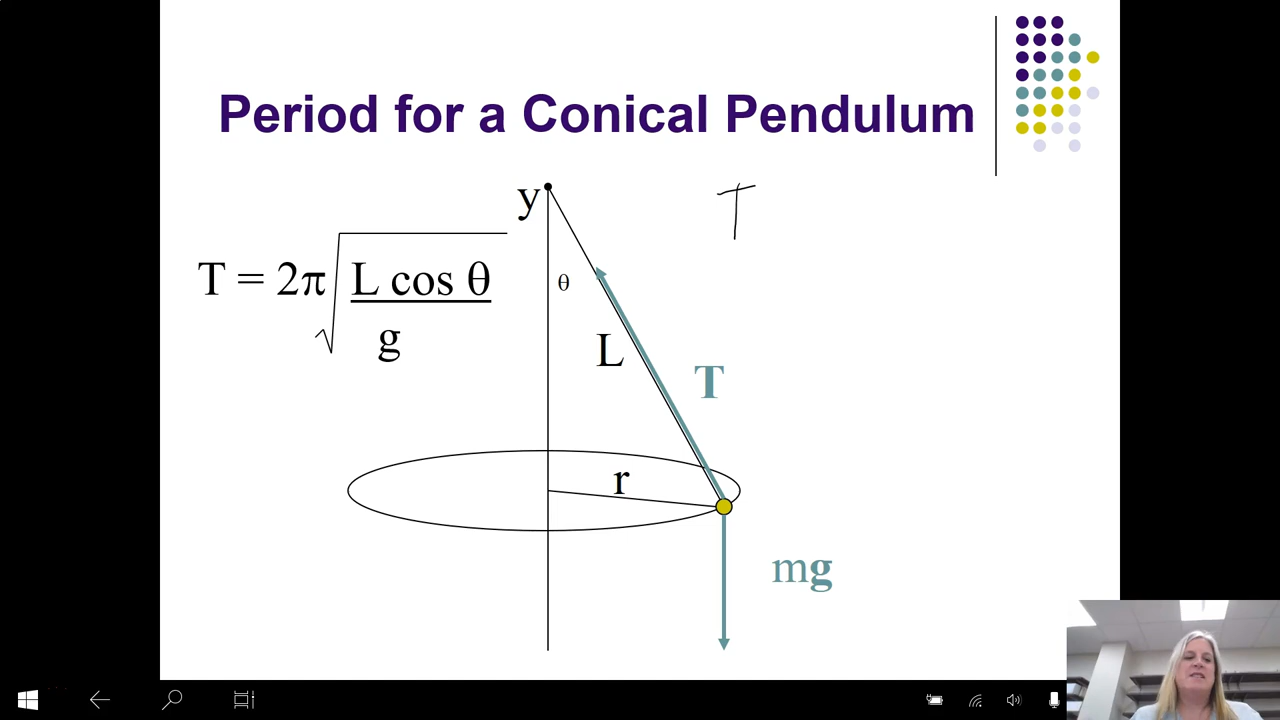 Period for a Conical Pendulum
y
T
T = 2π√
L cos θ
g
θ
L
T
r
mg